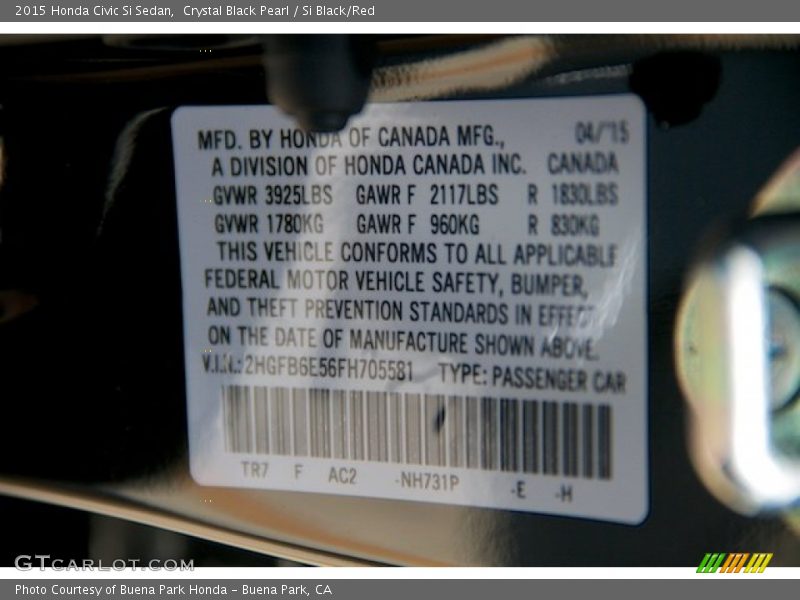 2015 Honda Civic Si Sedan, Crystal Black Pearl / Si Black/Red
MFD. BY HONDA OF CANADA MFG., 04/'15
A DIVISION OF HONDA CANADA INC. CANADA
GVWR 3925LBS GAWR F 2117LBS R 1830LBS
GVWR 1780KG GAWR F 960KG R 830KG
THIS VEHICLE CONFORMS TO ALL APPLICABLE
FEDERAL MOTOR VEHICLE SAFETY, BUMPER,
AND THEFT PREVENTION STANDARDS IN EFFECT
ON THE DATE OF MANUFACTURE SHOWN ABOVE.
V.I.N.: 2HGFB6E56FH705581 TYPE: PASSENGER CAR
TR7 F AC2 -NH731P -E -H
GTCARLOT.COM
Photo Courtesy of Buena Park Honda – Buena Park, CA